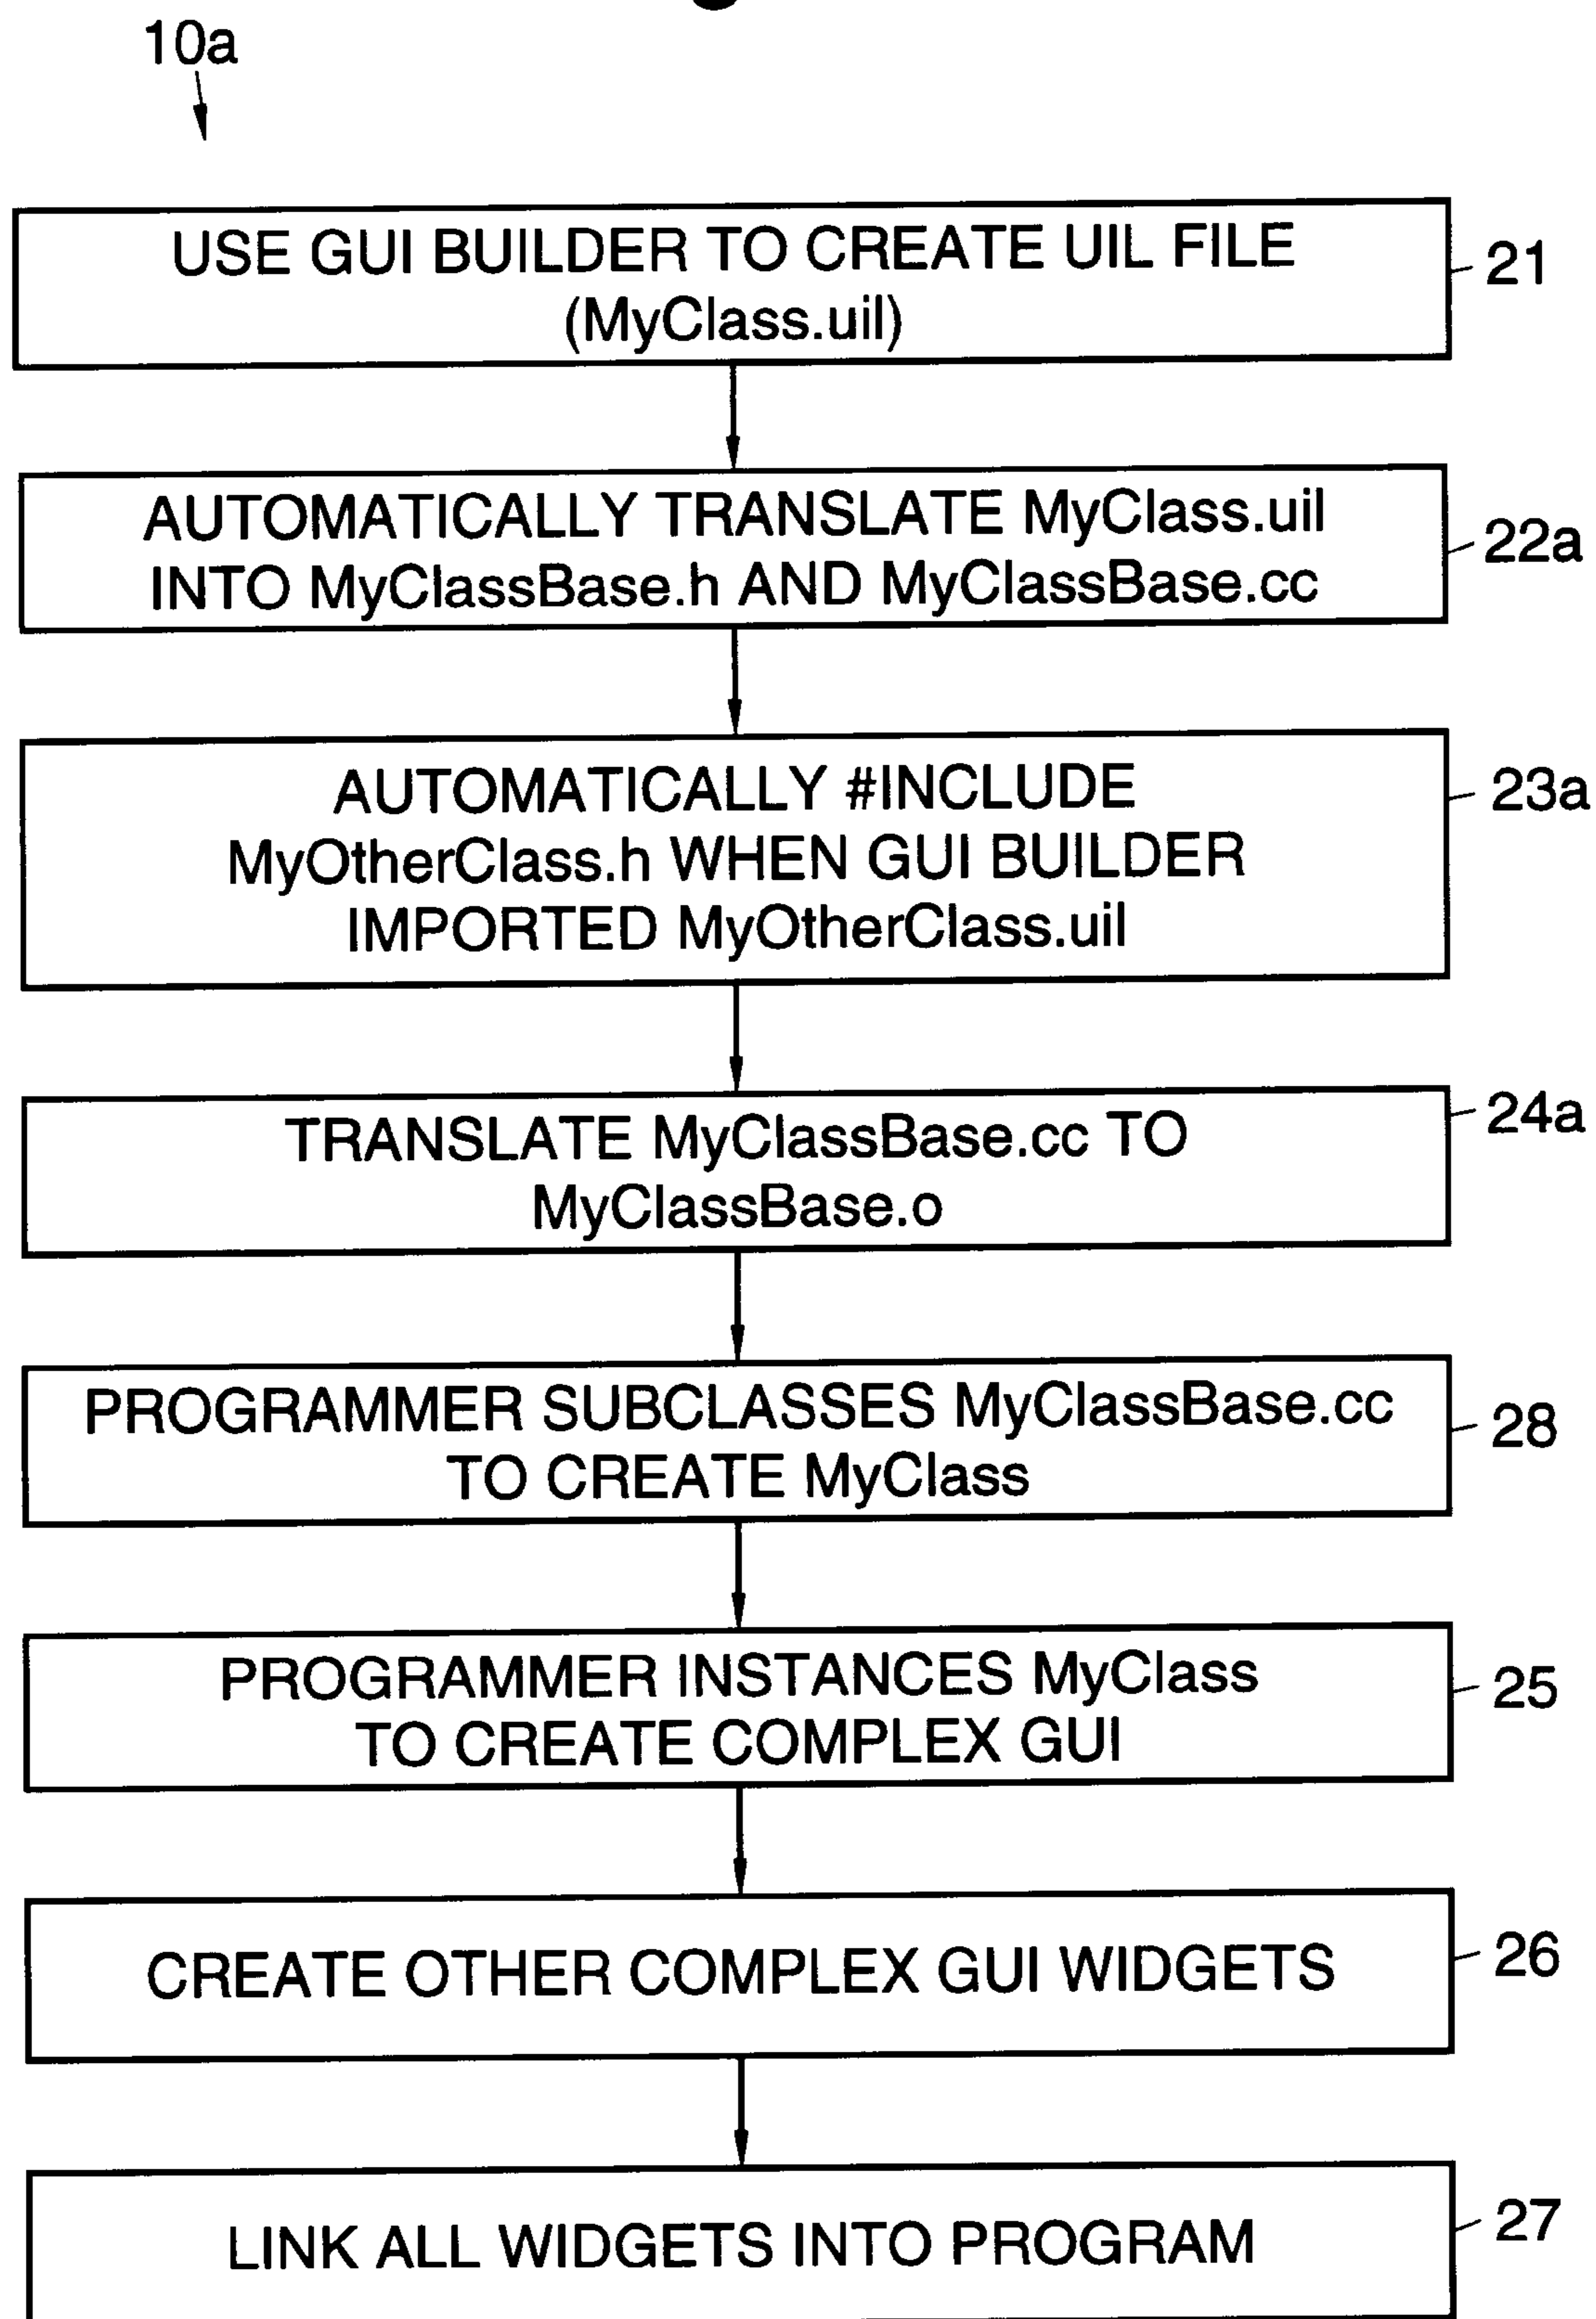 10a
USE GUI BUILDER TO CREATE UIL FILE
(MyClass.uil)
21
AUTOMATICALLY TRANSLATE MyClass.uil
INTO MyClassBase.h AND MyClassBase.cc
22a
AUTOMATICALLY #INCLUDE
MyOtherClass.h WHEN GUI BUILDER
IMPORTED MyOtherClass.uil
23a
TRANSLATE MyClassBase.cc TO
MyClassBase.o
24a
PROGRAMMER SUBCLASSES MyClassBase.cc
TO CREATE MyClass
28
PROGRAMMER INSTANCES MyClass
TO CREATE COMPLEX GUI
25
CREATE OTHER COMPLEX GUI WIDGETS
26
LINK ALL WIDGETS INTO PROGRAM
27